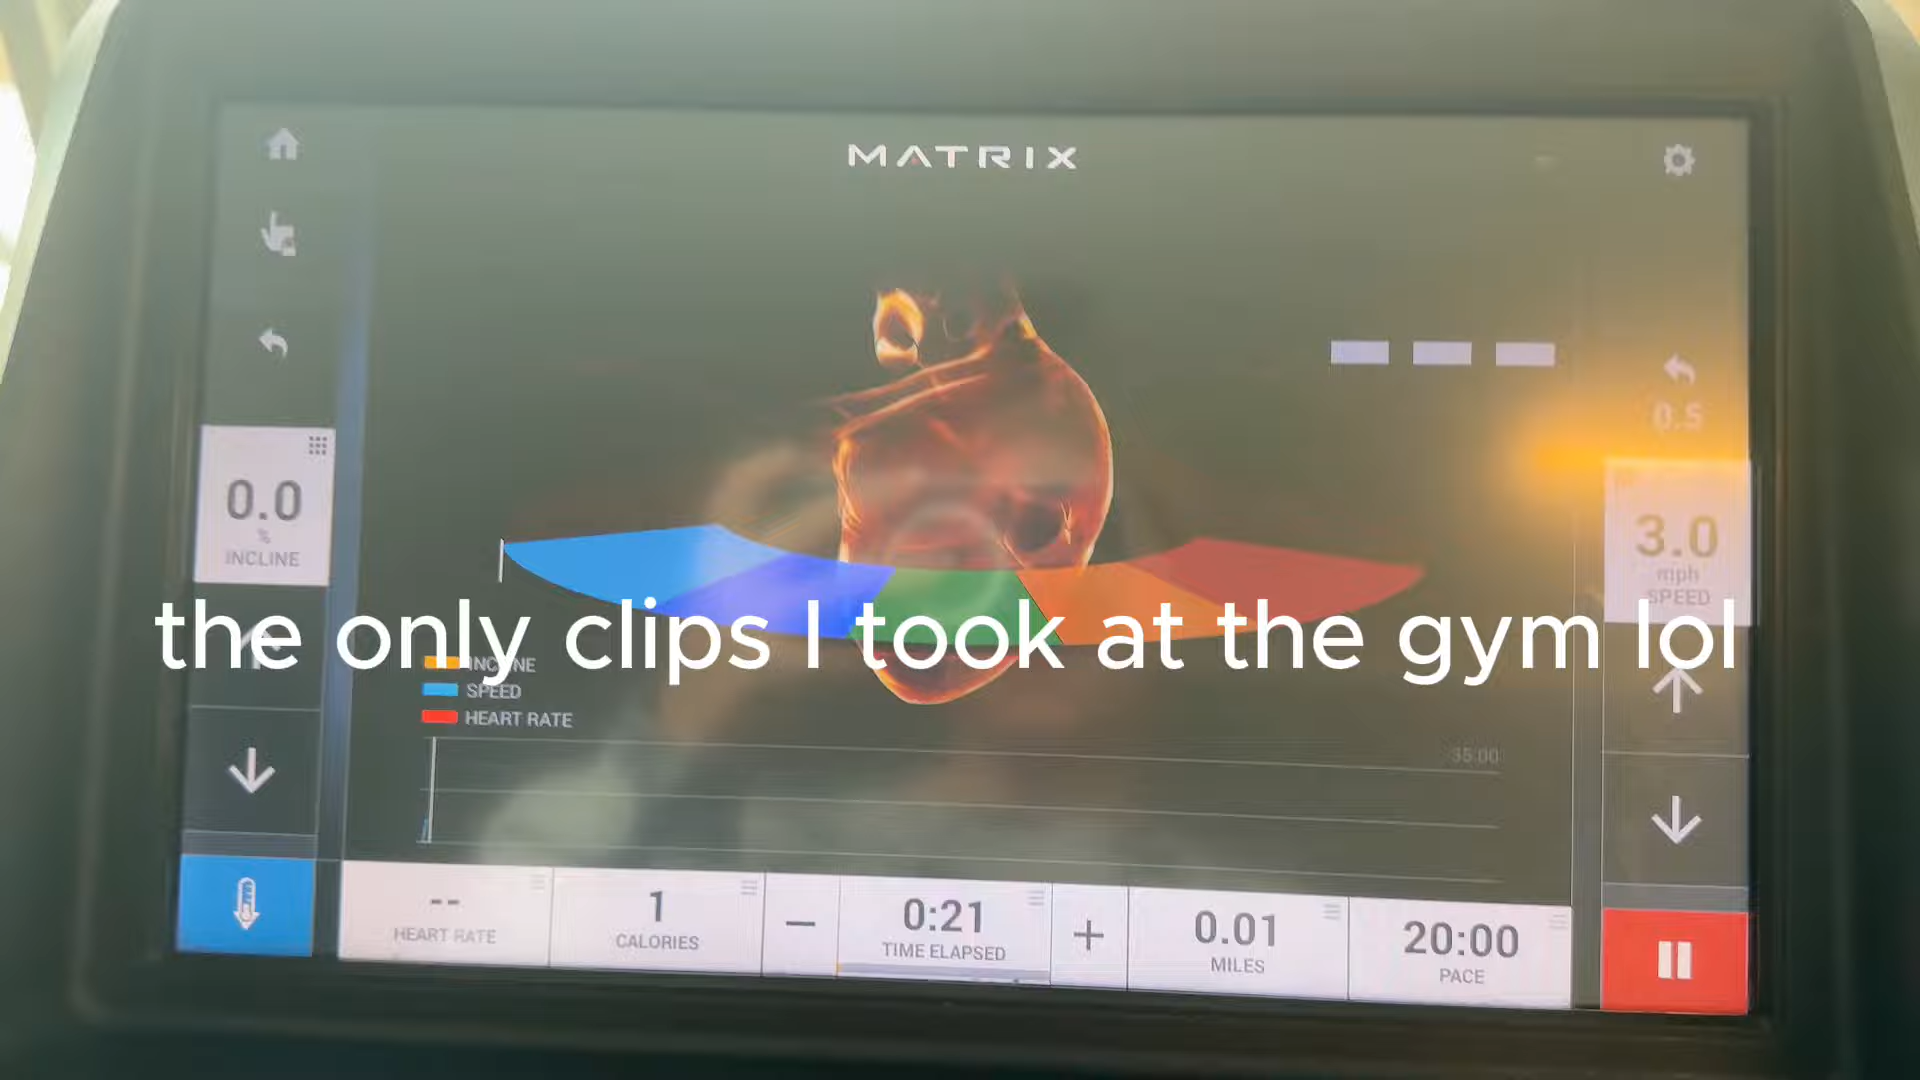 MATRIX
0.5
0.0
%
INCLINE
3.0
mph
SPEED
the only clips I took at the gym lol
INCLINE
SPEED
HEART RATE
35:00
--
HEART RATE
1
CALORIES
0:21
TIME ELAPSED
0.01
MILES
20:00
PACE